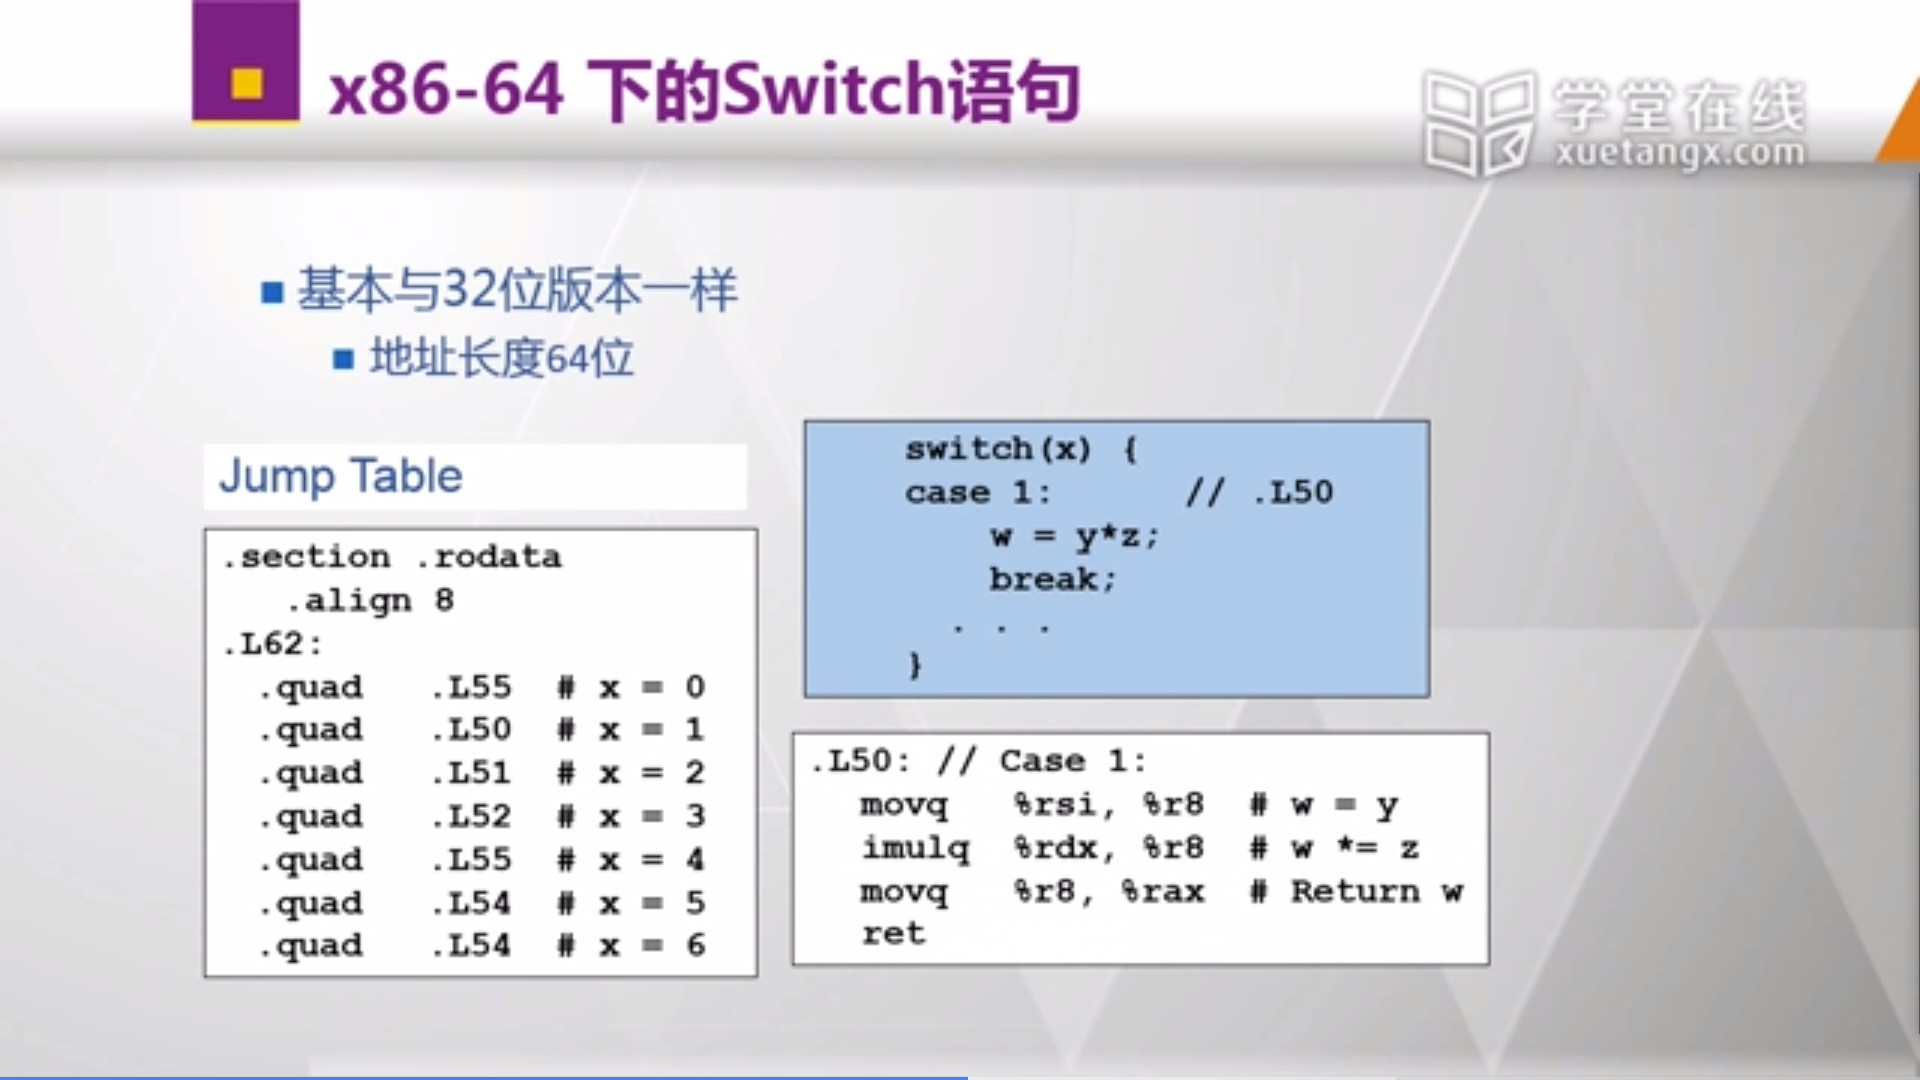 x86-64 下的Switch语句
学堂在线
xuetangx.com
基本与32位版本一样
地址长度64位
Jump Table
.section .rodata
.align 8
.L62:
.quad .L55 # x = 0
.quad .L50 # x = 1
.quad .L51 # x = 2
.quad .L52 # x = 3
.quad .L55 # x = 4
.quad .L54 # x = 5
.quad .L54 # x = 6
switch(x) {
case 1: // .L50
w = y*z;
break;
. . .
}
.L50: // Case 1:
movq %rsi, %r8 # w = y
imulq %rdx, %r8 # w *= z
movq %r8, %rax # Return w
ret